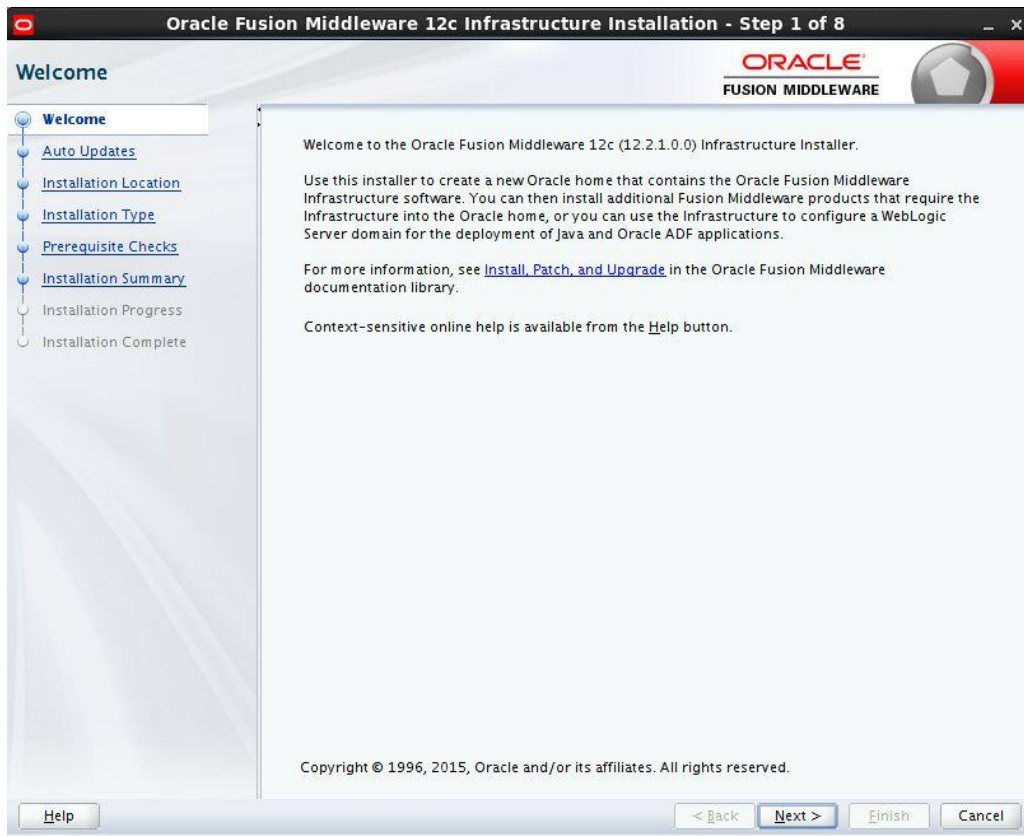 Oracle Fusion Middleware 12c Infrastructure Installation - Step 1 of 8
Welcome
ORACLE
FUSION MIDDLEWARE
Welcome
Auto Updates
Installation Location
Installation Type
Prerequisite Checks
Installation Summary
Installation Progress
Installation Complete
Welcome to the Oracle Fusion Middleware 12c (12.2.1.0.0) Infrastructure Installer.
Use this installer to create a new Oracle home that contains the Oracle Fusion Middleware
Infrastructure software. You can then install additional Fusion Middleware products that require the
Infrastructure into the Oracle home, or you can use the Infrastructure to configure a WebLogic
Server domain for the deployment of Java and Oracle ADF applications.
For more information, see Install, Patch, and Upgrade in the Oracle Fusion Middleware
documentation library.
Context-sensitive online help is available from the Help button.
Copyright © 1996, 2015, Oracle and/or its affiliates. All rights reserved.
Help
< Back
Next >
Finish
Cancel